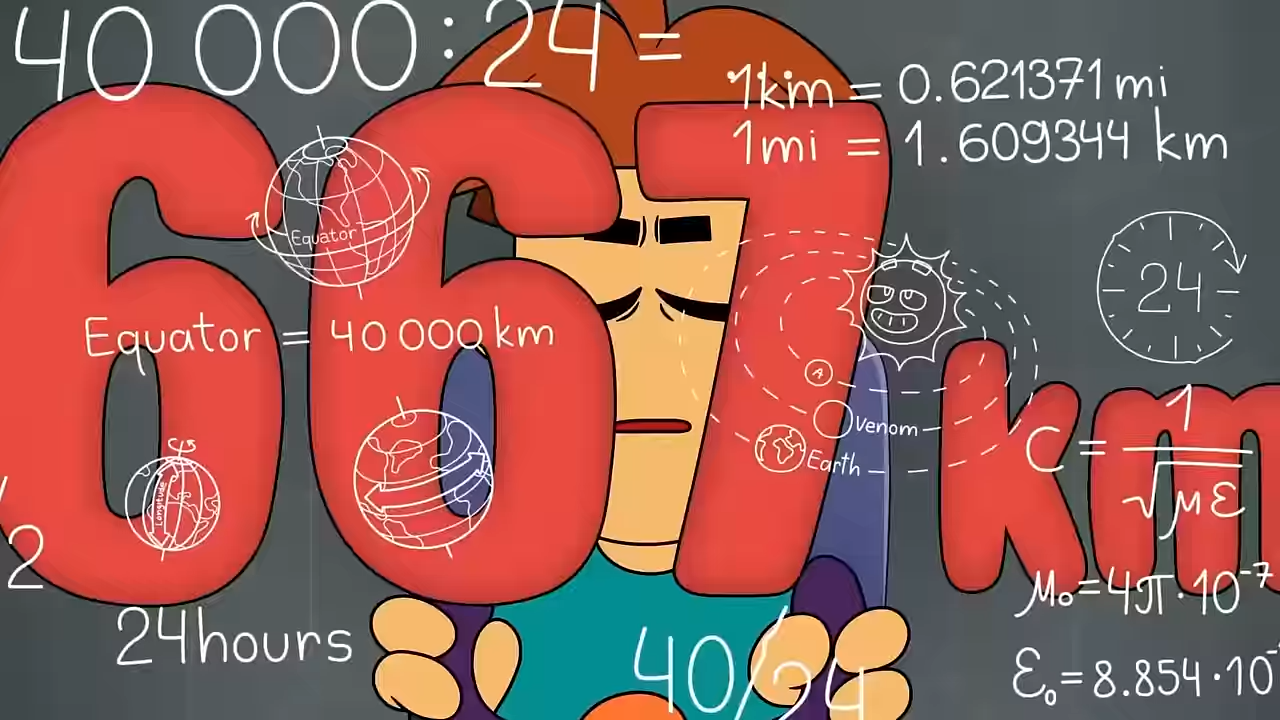 40 000:24=
1km = 0.621371 mi
1mi = 1.609344 km
667 km
Equator
24
Equator = 40 000 km
A
Venom
Earth
C = 1/√με
Longitude
2
μ₀=4π·10⁻⁷
24hours
40/24
ε₀=8.854·10⁻